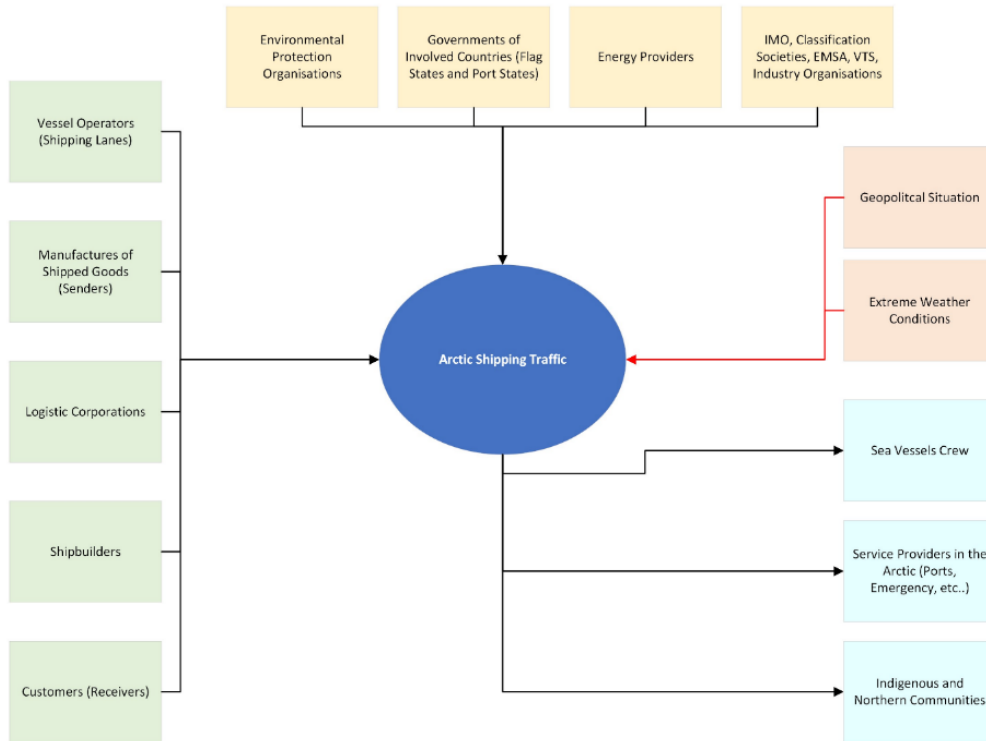 Environmental
Protection
Organisations
Governments of
Involved Countries (Flag
States and Port States)
Energy Providers
IMO, Classification
Societies, EMSA, VTS,
Industry Organisations
Vessel Operators
(Shipping Lanes)
Manufactures of
Shipped Goods
(Senders)
Logistic Corporations
Shipbuilders
Customers (Receivers)
Arctic Shipping Traffic
Geopolitcal Situation
Extreme Weather
Conditions
Sea Vessels Crew
Service Providers in the
Arctic (Ports,
Emergency, etc..)
Indigenous and
Northern Communities